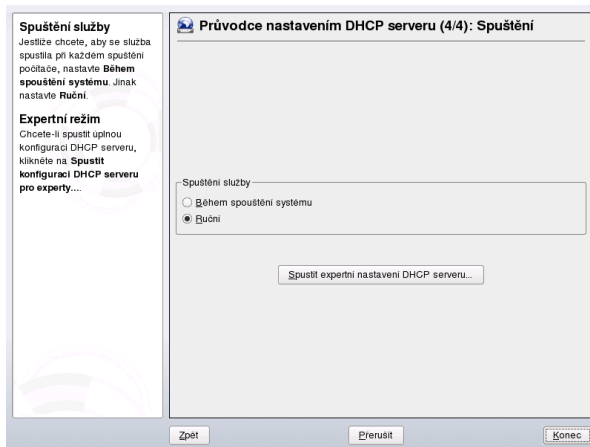 Spuštění služby
Jestliže chcete, aby se služba
spustila při každém spuštění
počítače, nastavte Během
spouštění systému. Jinak
nastavte Ruční.
Expertní režim
Chcete-li spustit úplnou
konfiguraci DHCP serveru,
klikněte na Spustit
konfiguraci DHCP serveru
pro experty....
Průvodce nastavením DHCP serveru (4/4): Spuštění
Spuštění služby
Během spouštění systému
Ruční
Spustit expertní nastavení DHCP serveru...
Zpět
Přerušit
Konec